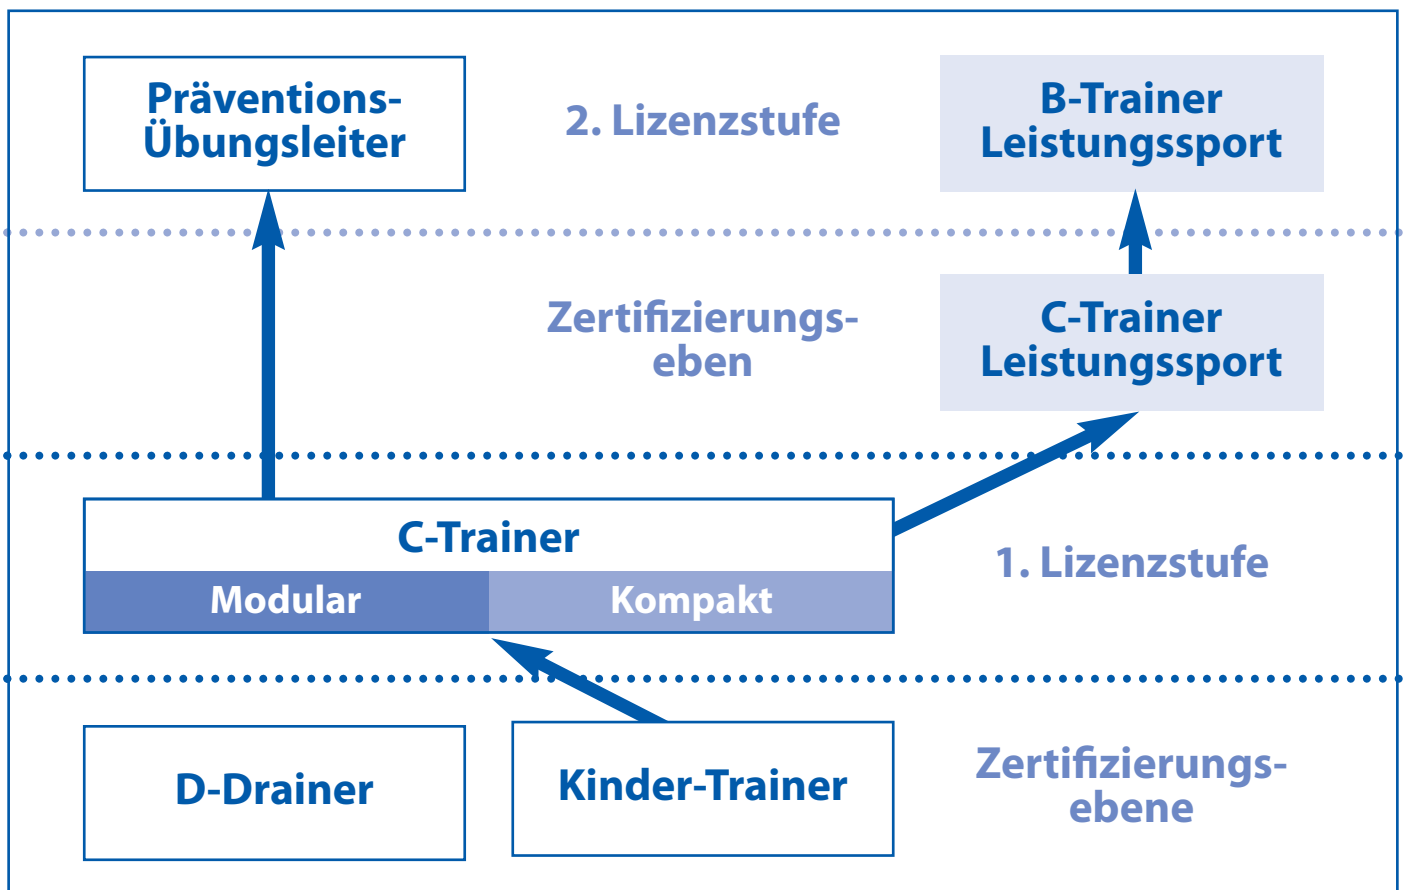 Präventions-
Übungsleiter
2. Lizenzstufe
B-Trainer
Leistungssport
Zertifizierungs-
eben
C-Trainer
Leistungssport
C-Trainer
Modular
Kompakt
1. Lizenzstufe
D-Drainer
Kinder-Trainer
Zertifizierungs-
ebene